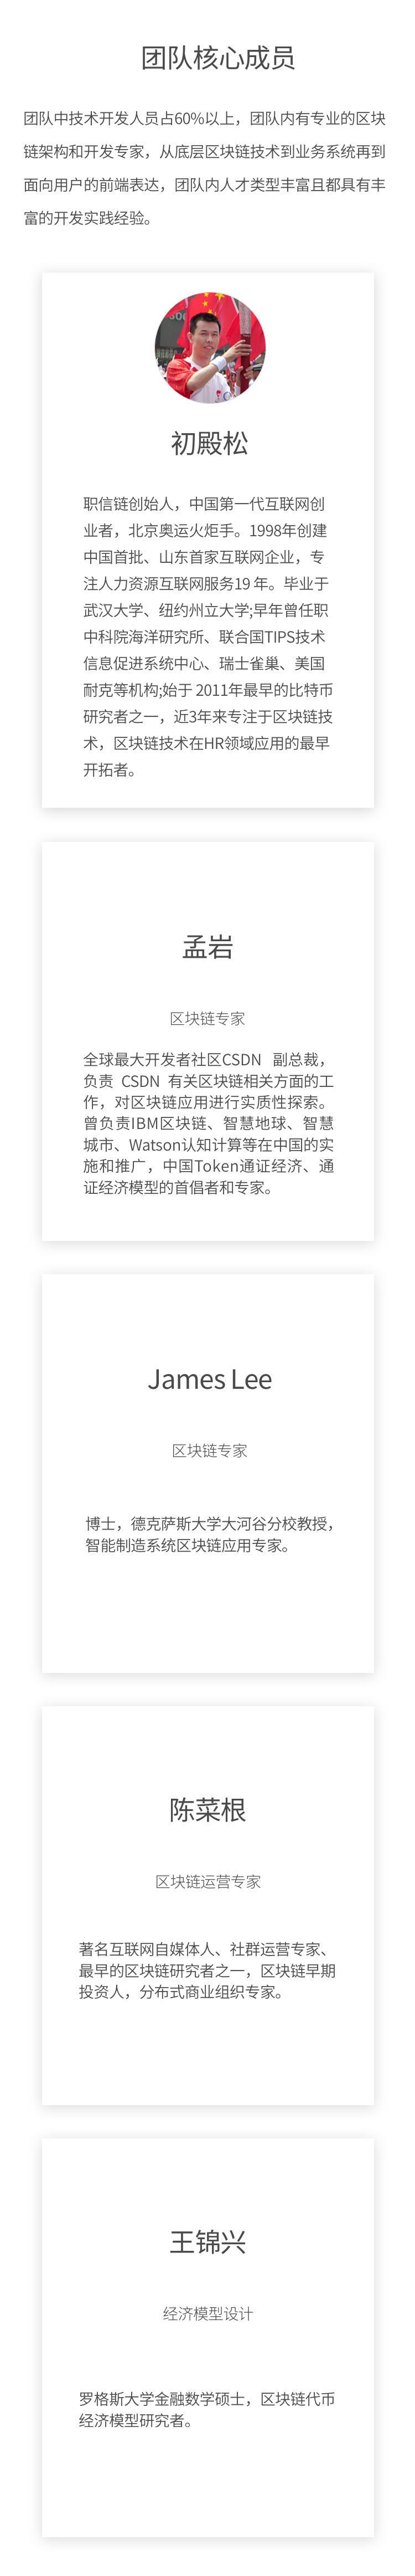 团队核心成员
团队中技术开发人员占60%以上，团队内有专业的区块
链架构和开发专家，从底层区块链技术到业务系统再到
面向用户的前端表达，团队内人才类型丰富且都具有丰
富的开发实践经验。
初殿松
职信链创始人，中国第一代互联网创
业者，北京奥运火炬手。1998年创建
中国首批、山东首家互联网企业，专
注人力资源互联网服务19 年。毕业于
武汉大学、纽约州立大学;早年曾任职
中科院海洋研究所、联合国TIPS技术
信息促进系统中心、瑞士雀巢、美国
耐克等机构;始于 2011年最早的比特币
研究者之一，近3年来专注于区块链技
术，区块链技术在HR领域应用的最早
开拓者。
孟岩
区块链专家
全球最大开发者社区CSDN 副总裁，
负责 CSDN 有关区块链相关方面的工
作，对区块链应用进行实质性探索。
曾负责IBM区块链、智慧地球、智慧
城市、Watson认知计算等在中国的实
施和推广，中国Token通证经济、通
证经济模型的首倡者和专家。
James Lee
区块链专家
博士，德克萨斯大学大河谷分校教授，
智能制造系统区块链应用专家。
陈菜根
区块链运营专家
著名互联网自媒体人、社群运营专家、
最早的区块链研究者之一，区块链早期
投资人，分布式商业组织专家。
王锦兴
经济模型设计
罗格斯大学金融数学硕士，区块链代币
经济模型研究者。